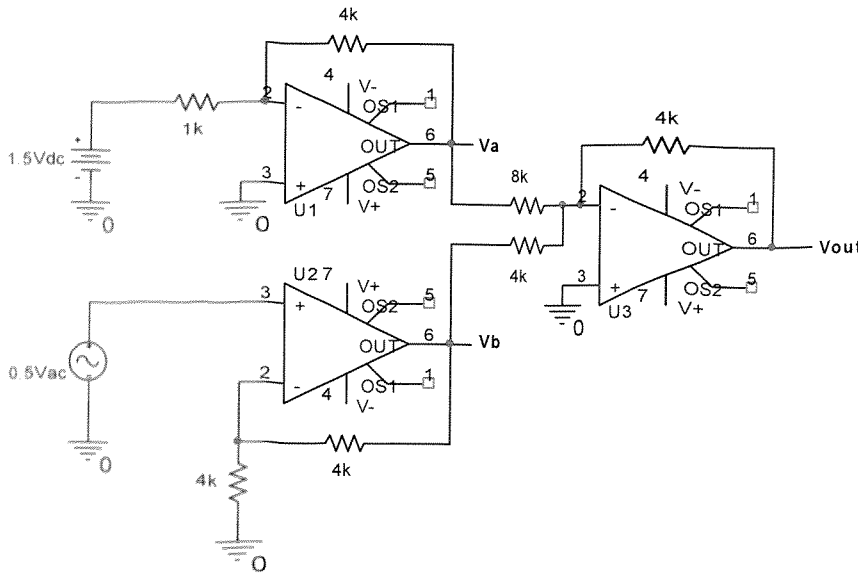 4k
4
V-
1
2
-
OS1
1k
+
1.5Vdc
-
OUT
6
Va
4k
3
+
7
OS2
5
8k
4
V-
1
0
0
U1
V+
2
-
OS1
OUT
6
Vout
4k
3
+
7
OS2
5
U2
7
V+
5
0
U3
V+
3
+
OS2
OUT
6
Vb
0.5Vac
2
-
OS1
1
4
V-
0
4k
4k
0